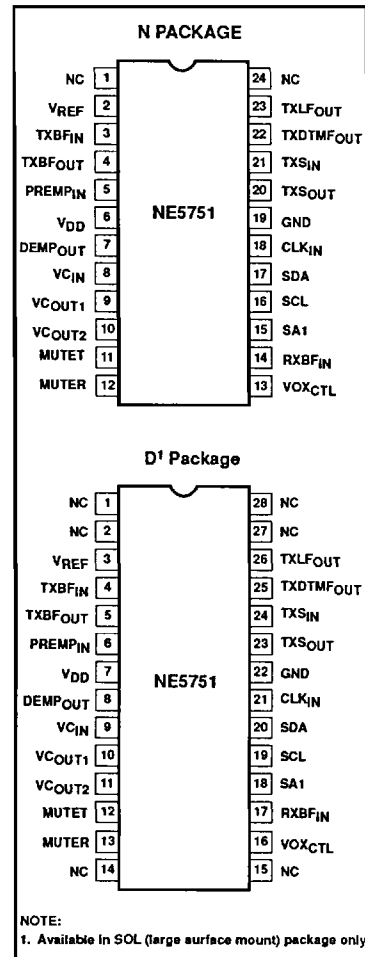 N PACKAGE
NC 1 24 NC
VREF 2 23 TXLFOUT
TXBFIN 3 22 TXDTMFOUT
TXBFOUT 4 21 TXSIN
PREMPIN 5 20 TXSOUT
VDD 6 NE5751 19 GND
DEMPOUT 7 18 CLKIN
VCIN 8 17 SDA
VCOUT1 9 16 SCL
VCOUT2 10 15 SA1
MUTET 11 14 RXBFIN
MUTER 12 13 VOXCTL
D1 Package
NC 1 28 NC
NC 2 27 NC
VREF 3 26 TXLFOUT
TXBFIN 4 25 TXDTMFOUT
TXBFOUT 5 24 TXSIN
PREMPIN 6 23 TXSOUT
VDD 7 NE5751 22 GND
DEMPOUT 8 21 CLKIN
VCIN 9 20 SDA
VCOUT1 10 19 SCL
VCOUT2 11 18 SA1
MUTET 12 17 RXBFIN
MUTER 13 16 VOXCTL
NC 14 15 NC
NOTE:
1. Available in SOL (large surface mount) package only